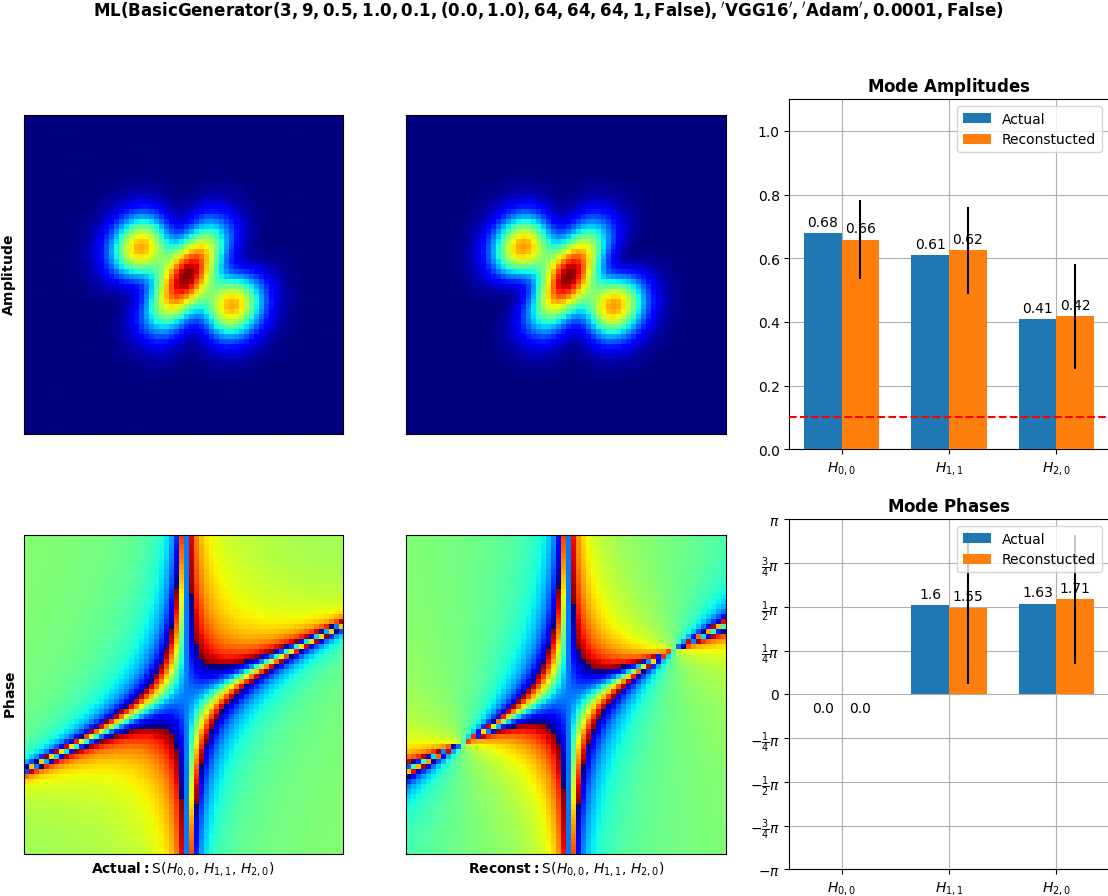 ML(BasicGenerator(3, 9, 0.5, 1.0, 0.1, (0.0, 1.0), 64, 64, 64, 1, False), ′VGG16′, ′Adam′, 0.0001, False)
Amplitude
Mode Amplitudes
Actual
Reconstucted
1.0
0.8
0.6
0.4
0.2
0.0
0.68
0.66
0.61
0.62
0.41
0.42
H0,0
H1,1
H2,0
Phase
Actual: S(H0,0, H1,1, H2,0)
Reconst: S(H0,0, H1,1, H2,0)
Mode Phases
Actual
Reconstucted
π
3/4π
1/2π
1/4π
0
−1/4π
−1/2π
−3/4π
−π
0.0
0.0
1.6
1.55
1.63
1.71
H0,0
H1,1
H2,0